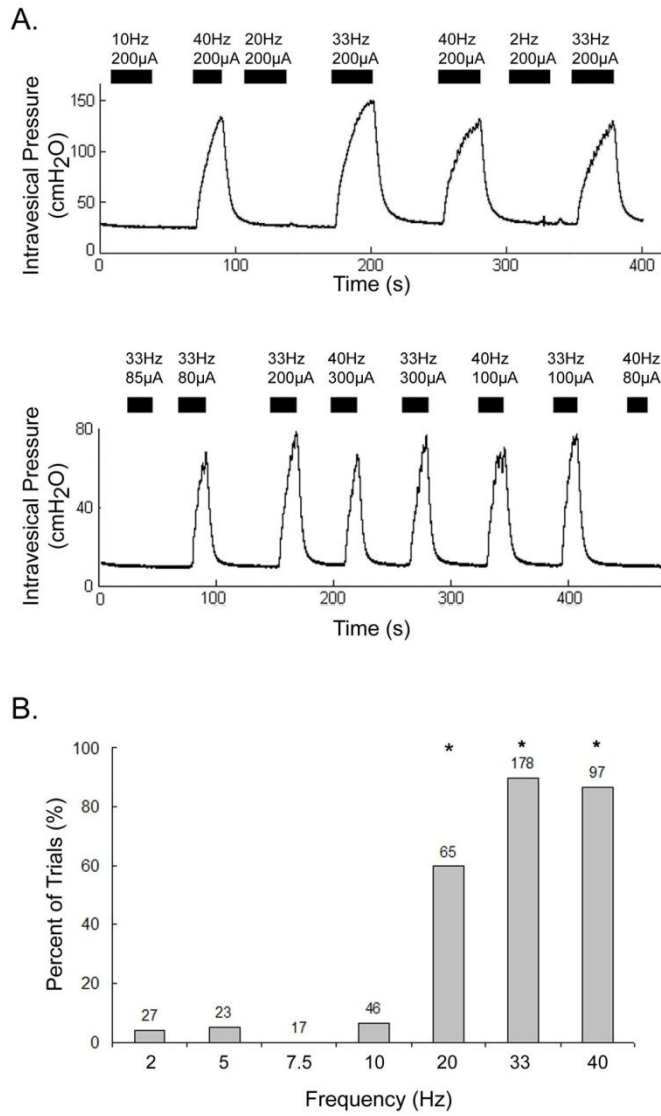 A.
10Hz 40Hz 20Hz 33Hz 40Hz 2Hz 33Hz
200µA 200µA 200µA 200µA 200µA 200µA 200µA
Intravesical Pressure
(cmH2O)
150
100
50
0
0 100 200 300 400
Time (s)
33Hz 33Hz 33Hz 40Hz 33Hz 40Hz 33Hz 40Hz
85µA 80µA 200µA 300µA 300µA 100µA 100µA 80µA
Intravesical Pressure
(cmH2O)
80
40
0
0 100 200 300 400
Time (s)
B.
Percent of Trials (%)
100
80
60
40
20
0
* * *
27 23 17 46 65 178 97
2 5 7.5 10 20 33 40
Frequency (Hz)